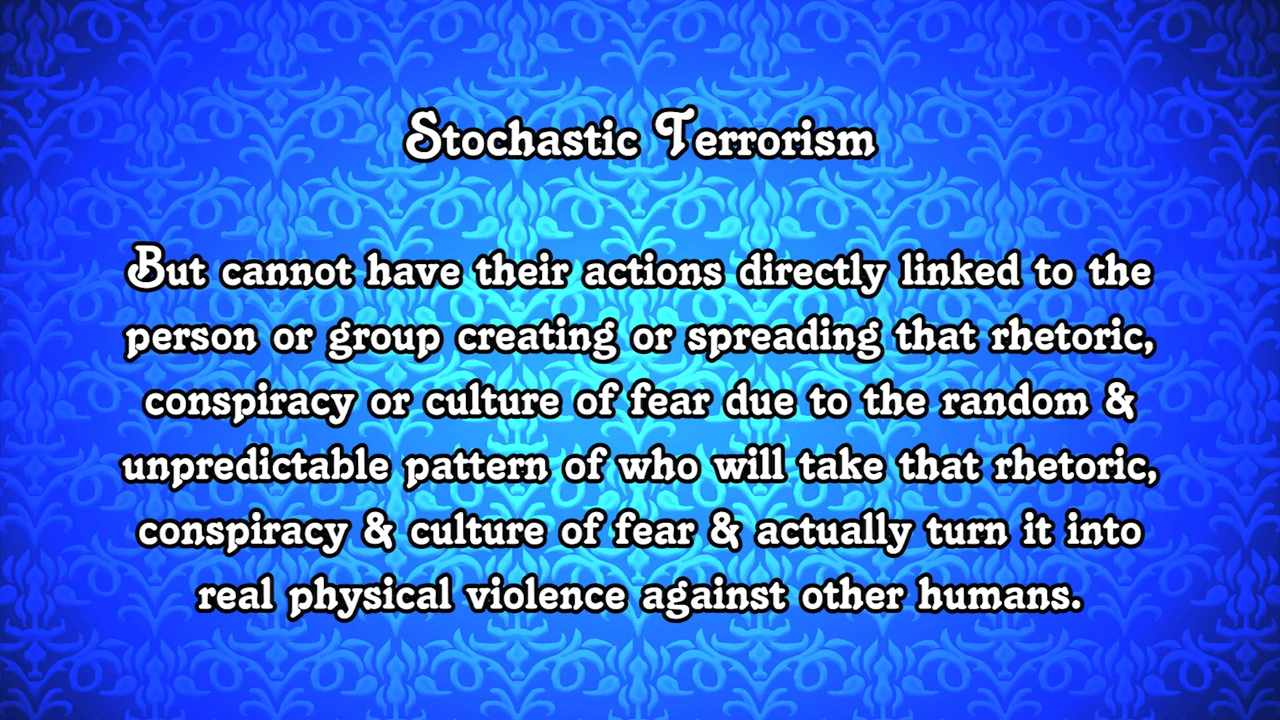 Stochastic Terrorism
But cannot have their actions directly linked to the
person or group creating or spreading that rhetoric,
conspiracy or culture of fear due to the random &
unpredictable pattern of who will take that rhetoric,
conspiracy & culture of fear & actually turn it into
real physical violence against other humans.